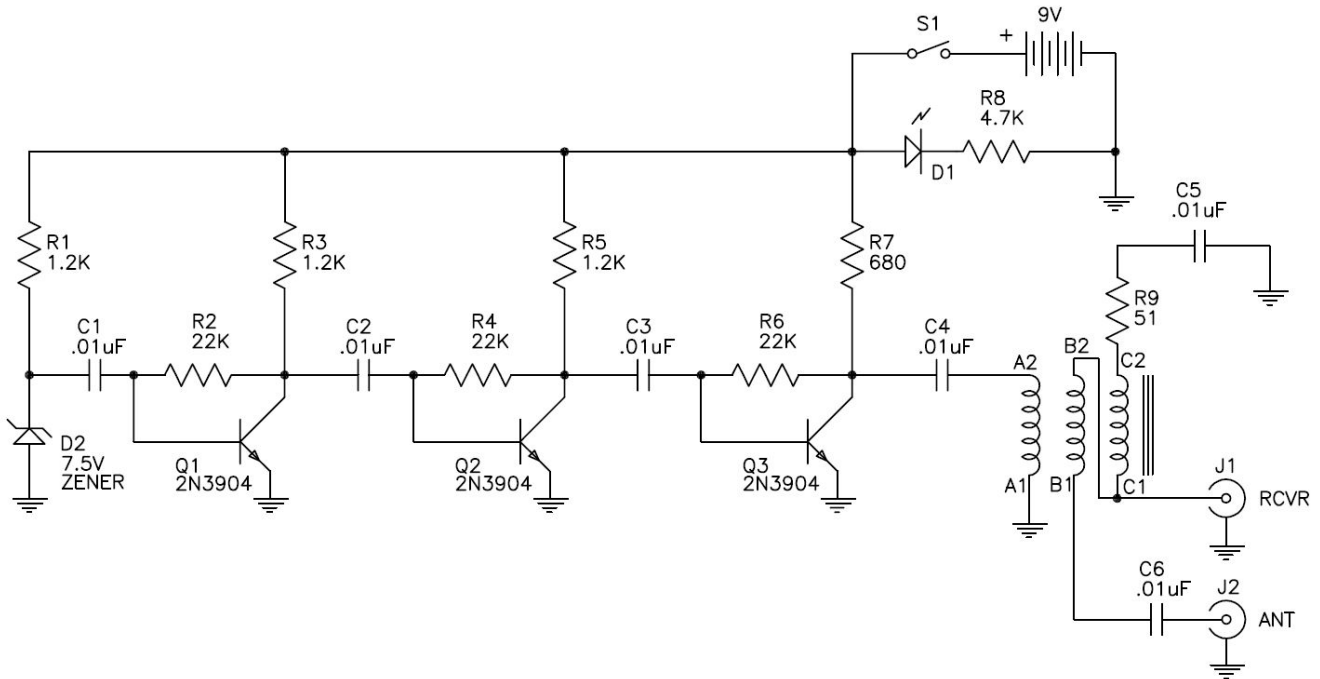 S1
+
9V
R8
4.7K
D1
C5
.01uF
R1
1.2K
R3
1.2K
R5
1.2K
R7
680
R9
51
C1
.01uF
R2
22K
C2
.01uF
R4
22K
C3
.01uF
R6
22K
C4
.01uF
A2
B2
C2
D2
7.5V
ZENER
Q1
2N3904
Q2
2N3904
Q3
2N3904
A1
B1
C1
J1
RCVR
C6
.01uF
J2
ANT